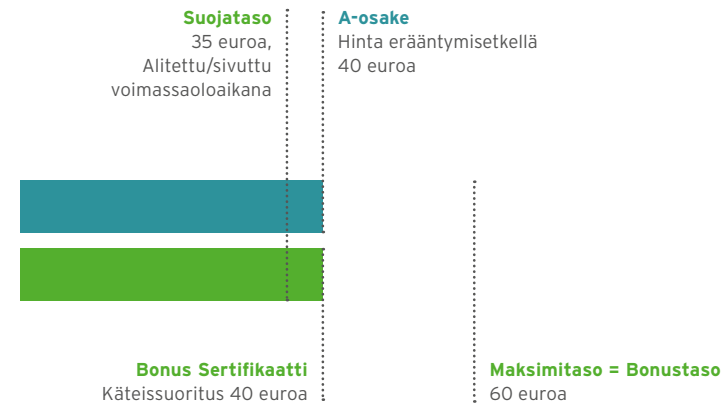 Suojataso
35 euroa,
Alitettu/sivuttu
voimassaoloaikana
A-osake
Hinta erääntymisetkellä
40 euroa
Bonus Sertifikaatti
Käteissuoritus 40 euroa
Maksimitaso = Bonustaso
60 euroa